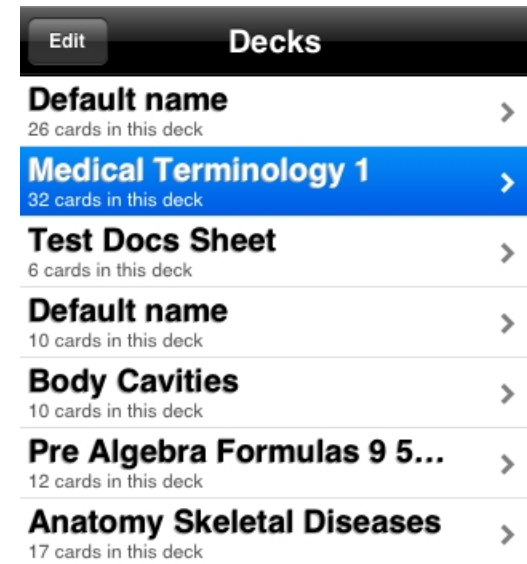 Edit
Decks
Default name
26 cards in this deck
Medical Terminology 1
32 cards in this deck
Test Docs Sheet
6 cards in this deck
Default name
10 cards in this deck
Body Cavities
10 cards in this deck
Pre Algebra Formulas 9 5...
12 cards in this deck
Anatomy Skeletal Diseases
17 cards in this deck